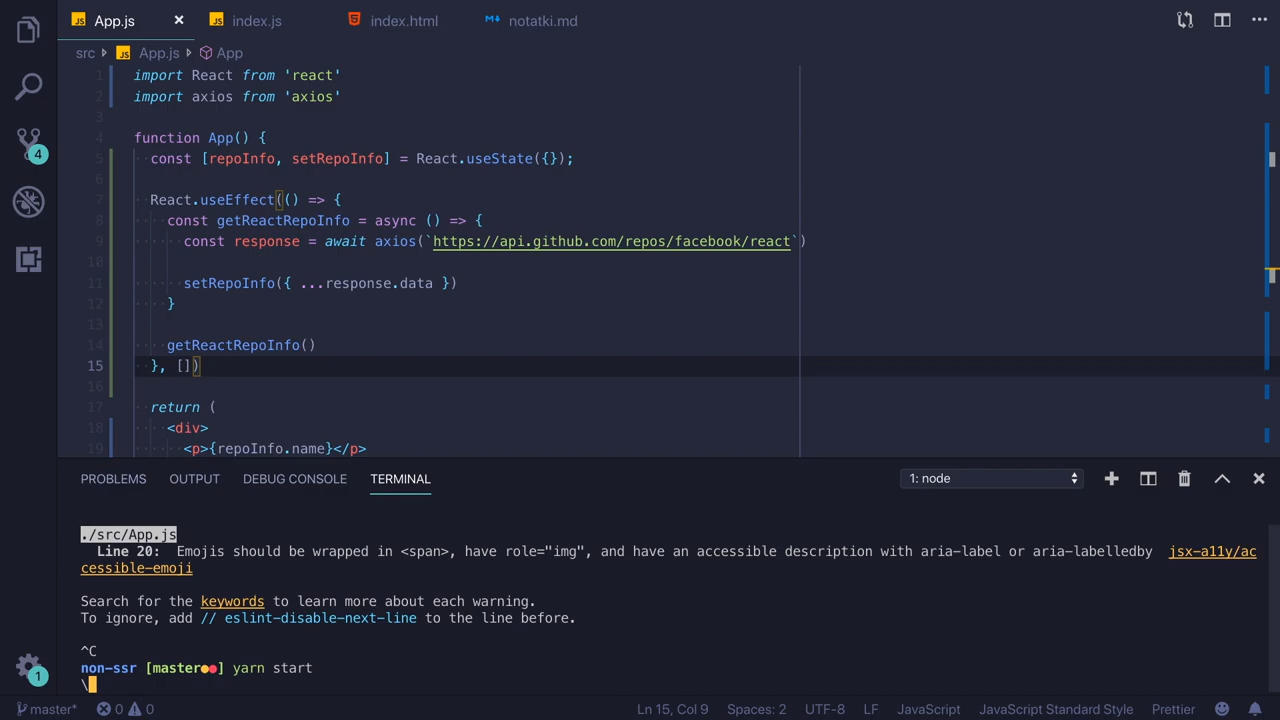 App.js
index.js
index.html
notatki.md
src App.js App
1 import React from 'react'
2 import axios from 'axios'
3
4 function App() {
5 const [repoInfo, setRepoInfo] = React.useState({});
6
7 React.useEffect(() => {
8 const getReactRepoInfo = async () => {
9 const response = await axios(`https://api.github.com/repos/facebook/react`)
10
11 setRepoInfo({ ...response.data })
12 }
13
14 getReactRepoInfo()
15 }, [])
16
17 return (
18 <div>
19 <p>{repoInfo.name}</p>
4
1
PROBLEMS OUTPUT DEBUG CONSOLE TERMINAL
1: node
./src/App.js
Line 20: Emojis should be wrapped in <span>, have role="img", and have an accessible description with aria-label or aria-labelledby jsx-a11y/ac
cessible-emoji
Search for the keywords to learn more about each warning.
To ignore, add // eslint-disable-next-line to the line before.
^C
non-ssr [master●●] yarn start
\
master* 0 0 Ln 15, Col 9 Spaces: 2 UTF-8 LF JavaScript JavaScript Standard Style Prettier